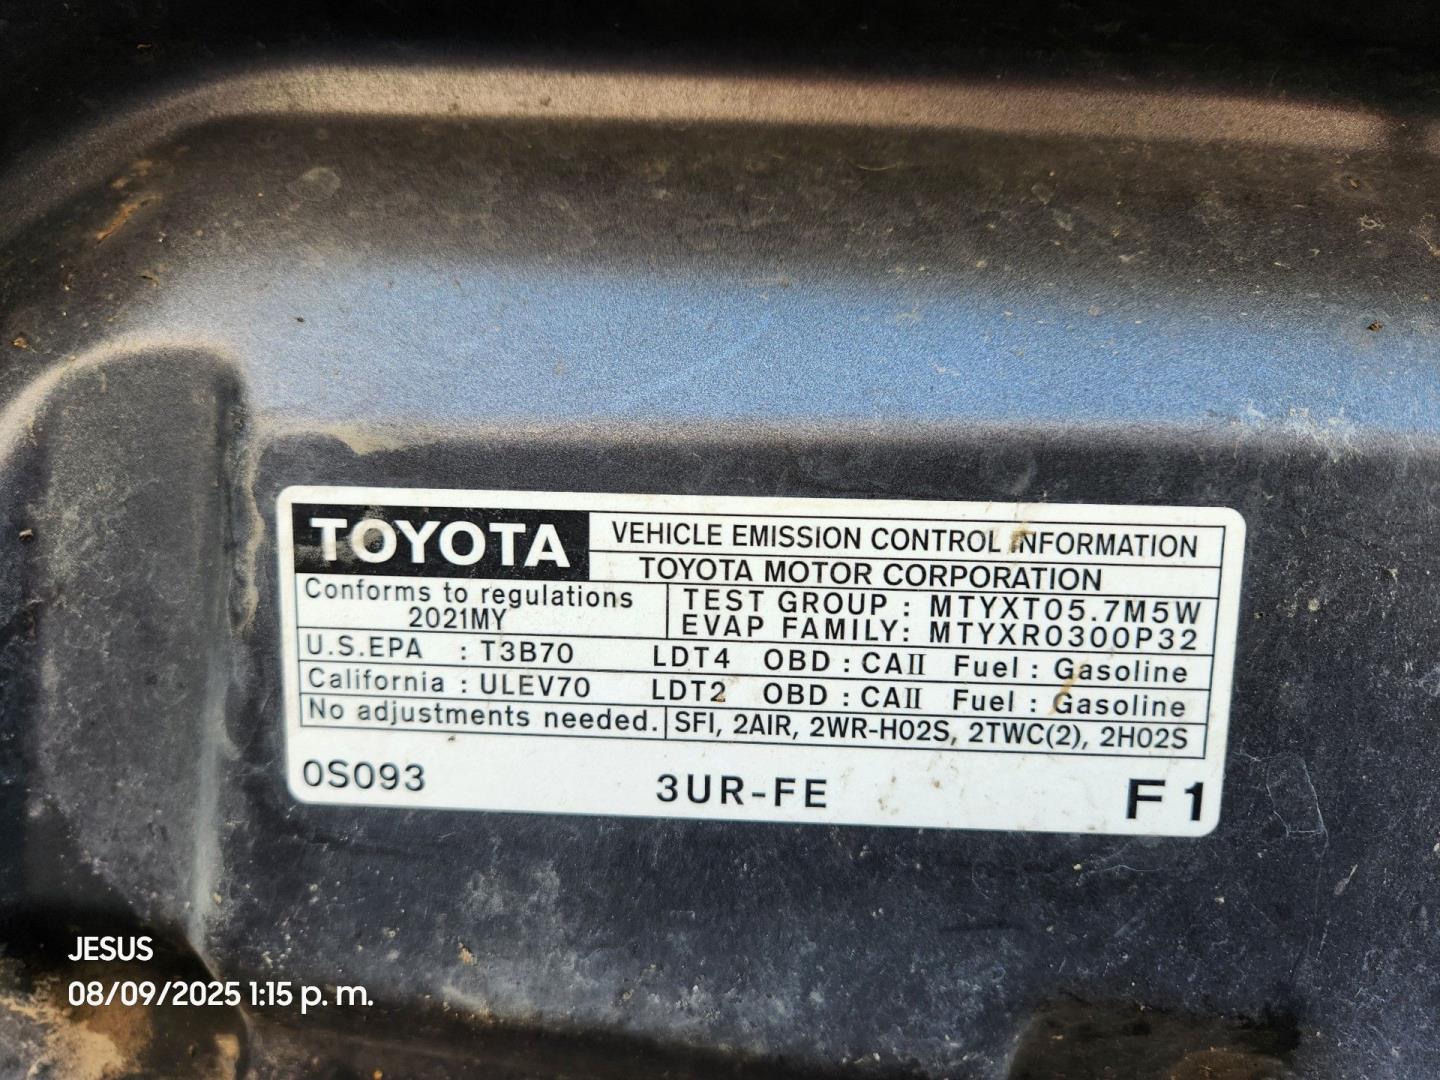 TOYOTA
VEHICLE EMISSION CONTROL INFORMATION
TOYOTA MOTOR CORPORATION
Conforms to regulations
2021MY
TEST GROUP : MTYXT05.7M5W
EVAP FAMILY: MTYXR0300P32
U.S.EPA : T3B70 LDT4 OBD : CAII Fuel : Gasoline
California : ULEV70 LDT2 OBD : CAII Fuel : Gasoline
No adjustments needed. SFI, 2AIR, 2WR-HO2S, 2TWC(2), 2HO2S
0S093 3UR-FE F1
JESUS
08/09/2025 1:15 p. m.